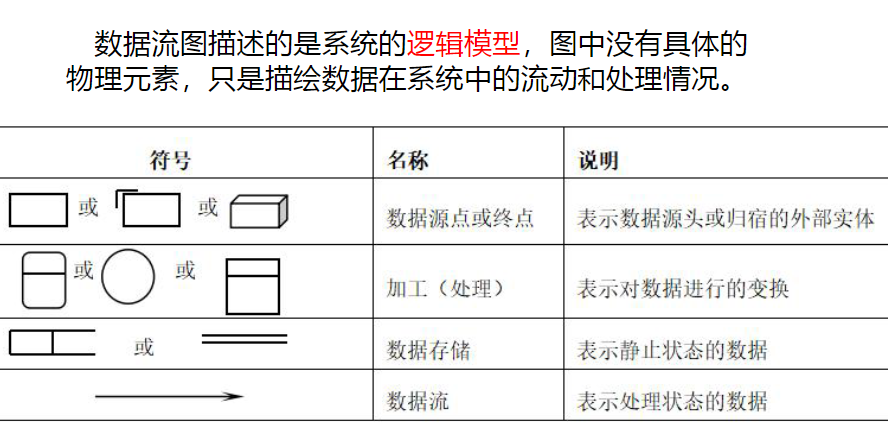 数据流图描述的是系统的逻辑模型，图中没有具体的
物理元素，只是描绘数据在系统中的流动和处理情况。
符号 名称 说明
或 或 数据源点或终点 表示数据源头或归宿的外部实体
或 或 加工（处理） 表示对数据进行的变换
或 数据存储 表示静止状态的数据
数据流 表示处理状态的数据